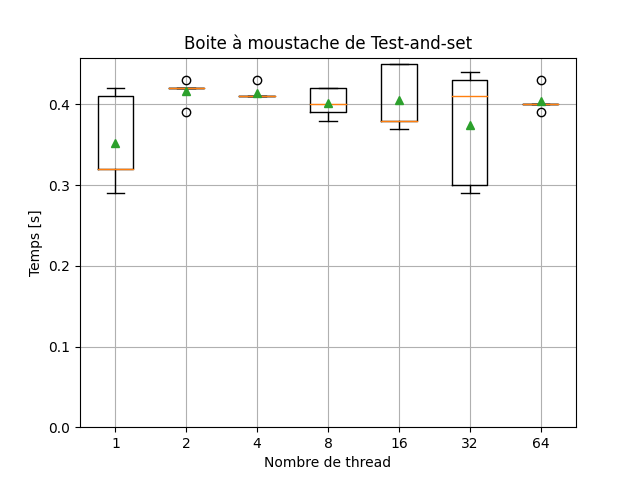 Boite à moustache de Test-and-set
Temps [s]
0.4
0.3
0.2
0.1
0.0
1 2 4 8 16 32 64
Nombre de thread